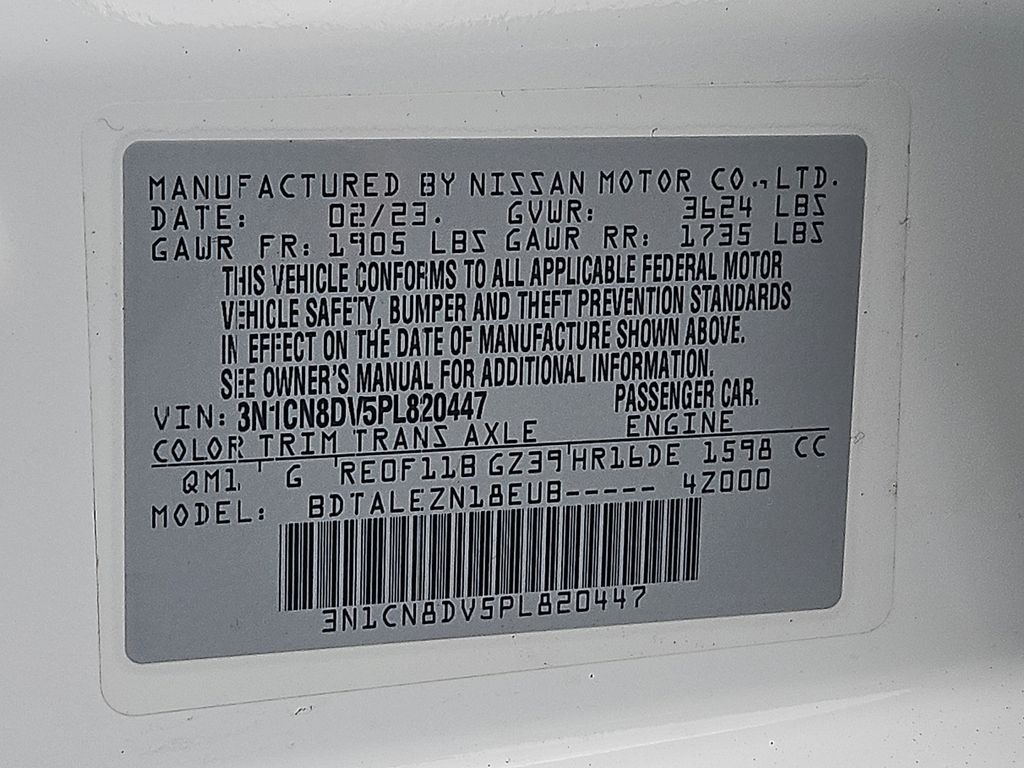 MANUFACTURED BY NISSAN MOTOR CO.,LTD.
DATE: 02/23. GVWR: 3624 LBS
GAWR FR: 1905 LBS GAWR RR: 1735 LBS
THIS VEHICLE CONFORMS TO ALL APPLICABLE FEDERAL MOTOR
VEHICLE SAFETY, BUMPER AND THEFT PREVENTION STANDARDS
IN EFFECT ON THE DATE OF MANUFACTURE SHOWN ABOVE.
SEE OWNER'S MANUAL FOR ADDITIONAL INFORMATION.
VIN: 3N1CN8DV5PL820447 PASSENGER CAR.
COLOR TRIM TRANS AXLE ENGINE
QM1 G RE0F11B GZ39 HR16DE 1598 CC
MODEL: BDTALEZN18EUB----- 4Z000
3N1CN8DV5PL820447